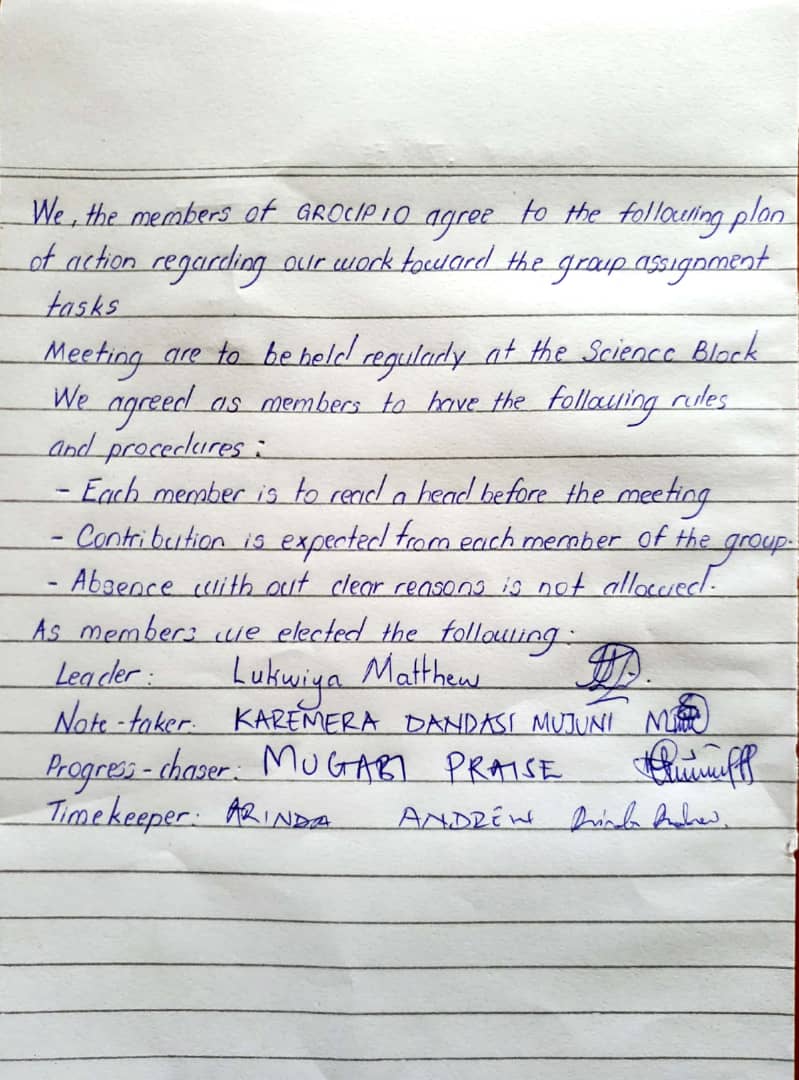 We, the members of GROUP 10 agree to the following plan
of action regarding our work toward the group assignment
tasks
Meeting are to be held regularly at the Science Block
We agreed as members to have the following rules
and procedures :
- Each member is to read a head before the meeting
- Contribution is expected from each member of the group.
- Absence with out clear reasons is not allowed.
As members we elected the following :
Leader : Lukwiya Matthew
Note-taker. KAREMERA DANDASI MUJUNI
Progress-chaser: MUGABI PRAISE
Timekeeper: ARINDA ANDREW Arinda Andrew.